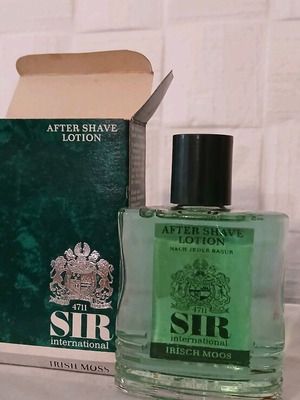 AFTER SHAVE
LOTION
4711
SIR
international
IRISH MOSS
AFTER SHAVE
LOTION
NACH JEDER RASUR
4711
SIR
international
IRISCH MOOS